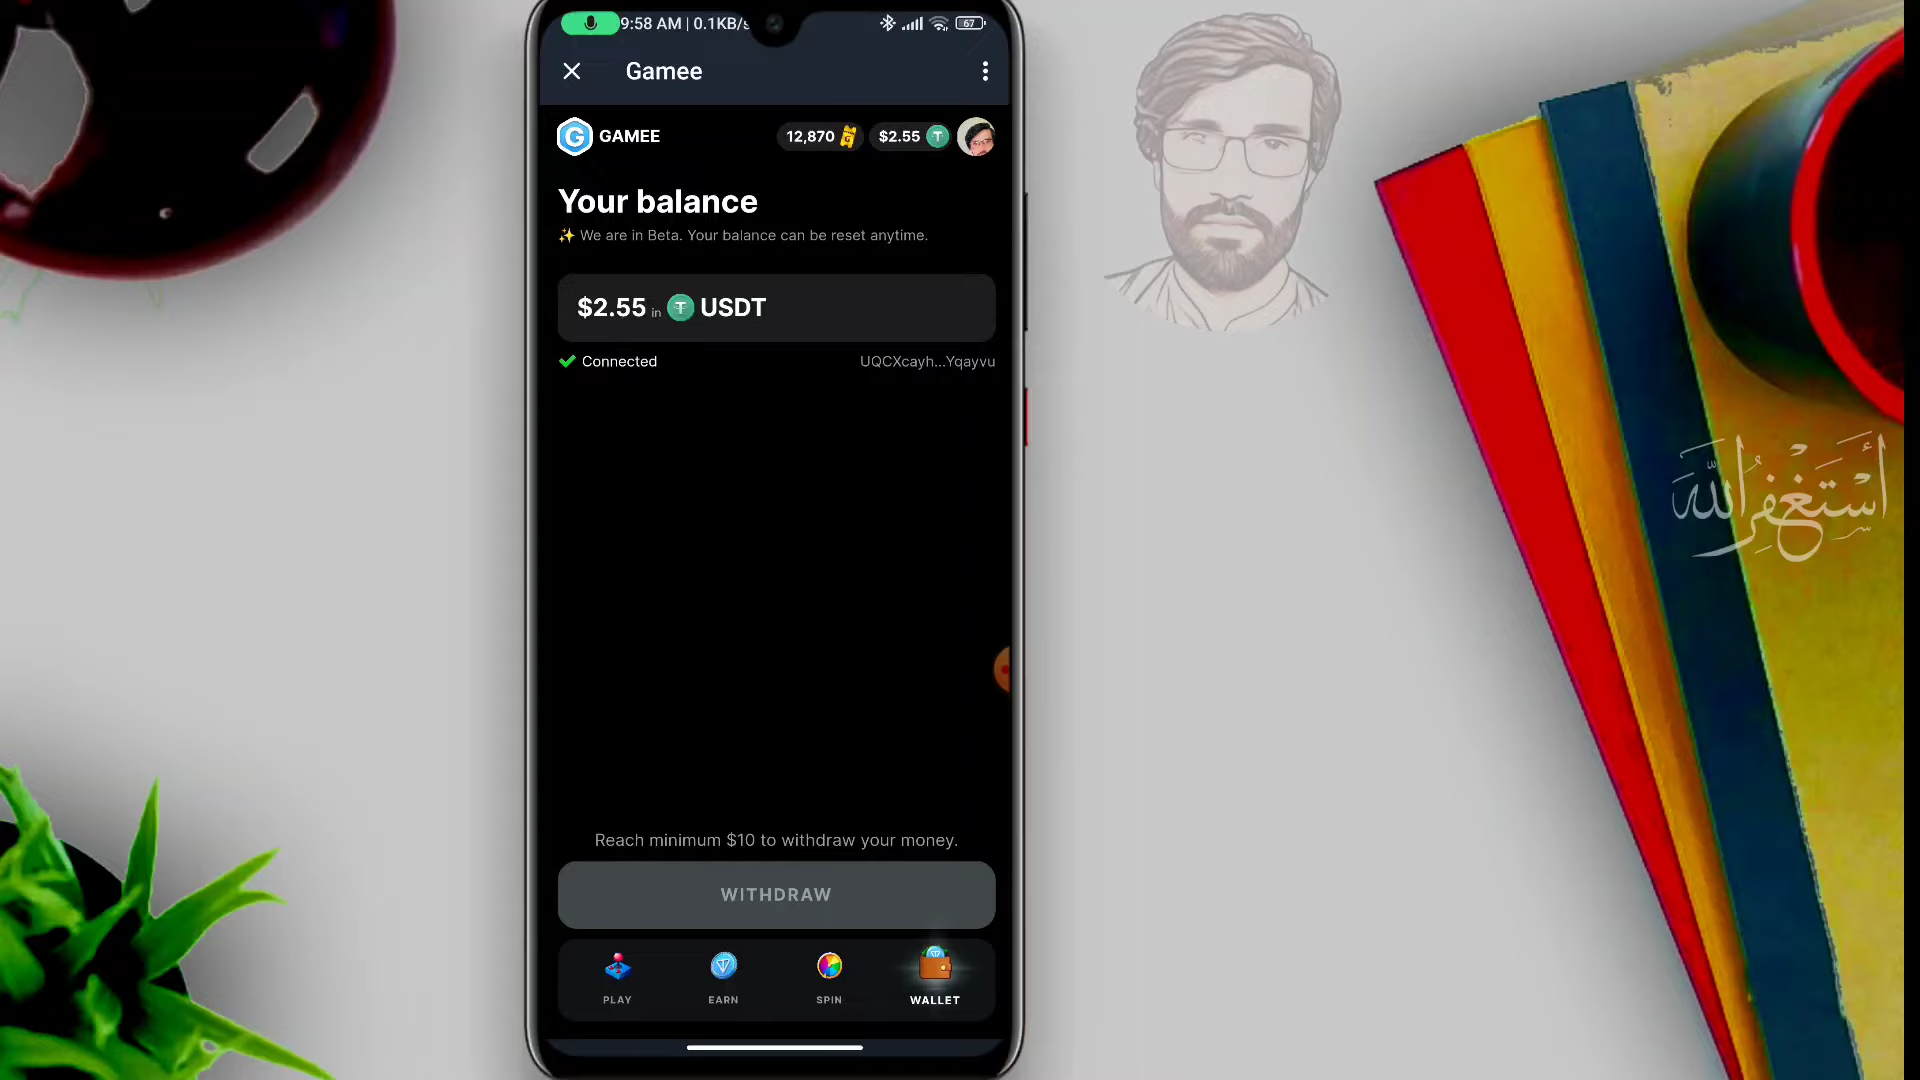 9:58 AM | 0.1KB/s
67
Gamee
GAMEE
12,870
$2.55
Your balance
✨ We are in Beta. Your balance can be reset anytime.
$2.55 in USDT
Connected
UQCXcayh...Yqayvu
أَسْتَغْفِرُ اللّٰهَ
Reach minimum $10 to withdraw your money.
WITHDRAW
PLAY
EARN
SPIN
WALLET